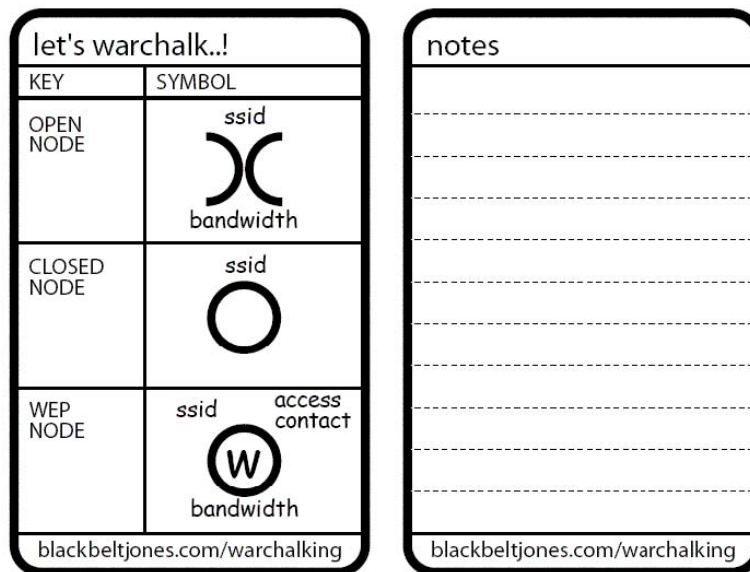 let's warchalk..!
KEY SYMBOL
OPEN
NODE
ssid
bandwidth
CLOSED
NODE
ssid
WEP
NODE
ssid
access
contact
W
bandwidth
blackbeltjones.com/warchalking
notes
blackbeltjones.com/warchalking